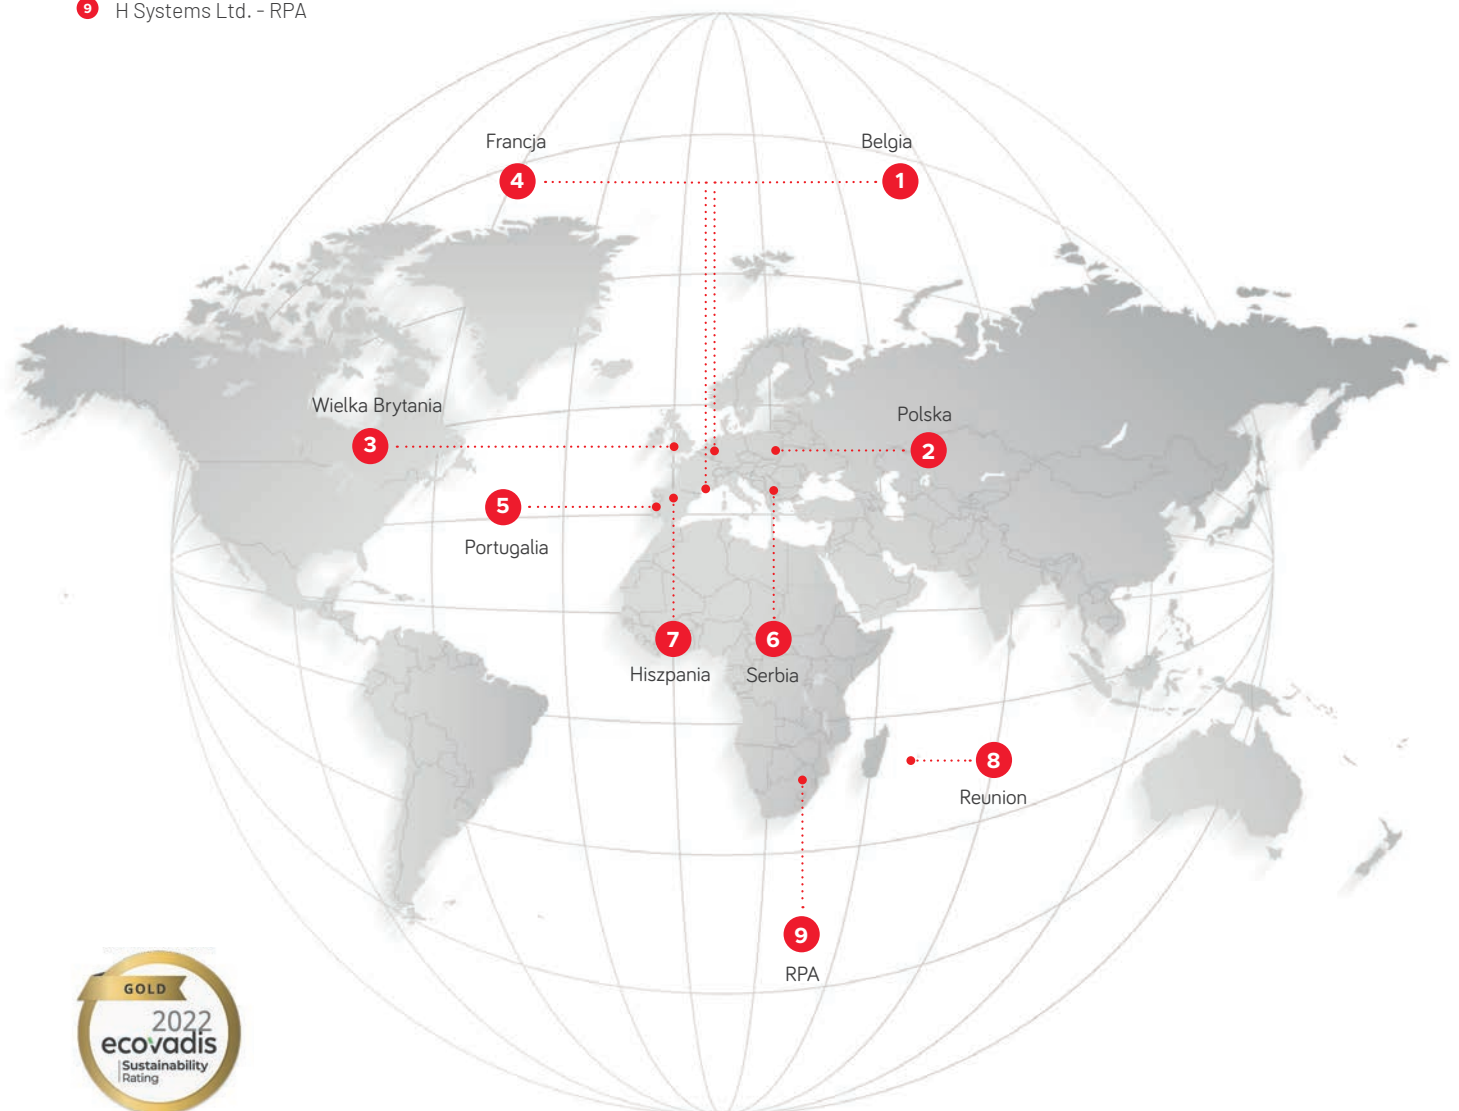 9 H Systems Ltd. - RPA
Francja
Belgia
4
1
Wielka Brytania
Polska
3
2
5
Portugalia
7
6
Hiszpania
Serbia
8
Reunion
9
RPA
GOLD
2022
ecovadis
Sustainability
Rating